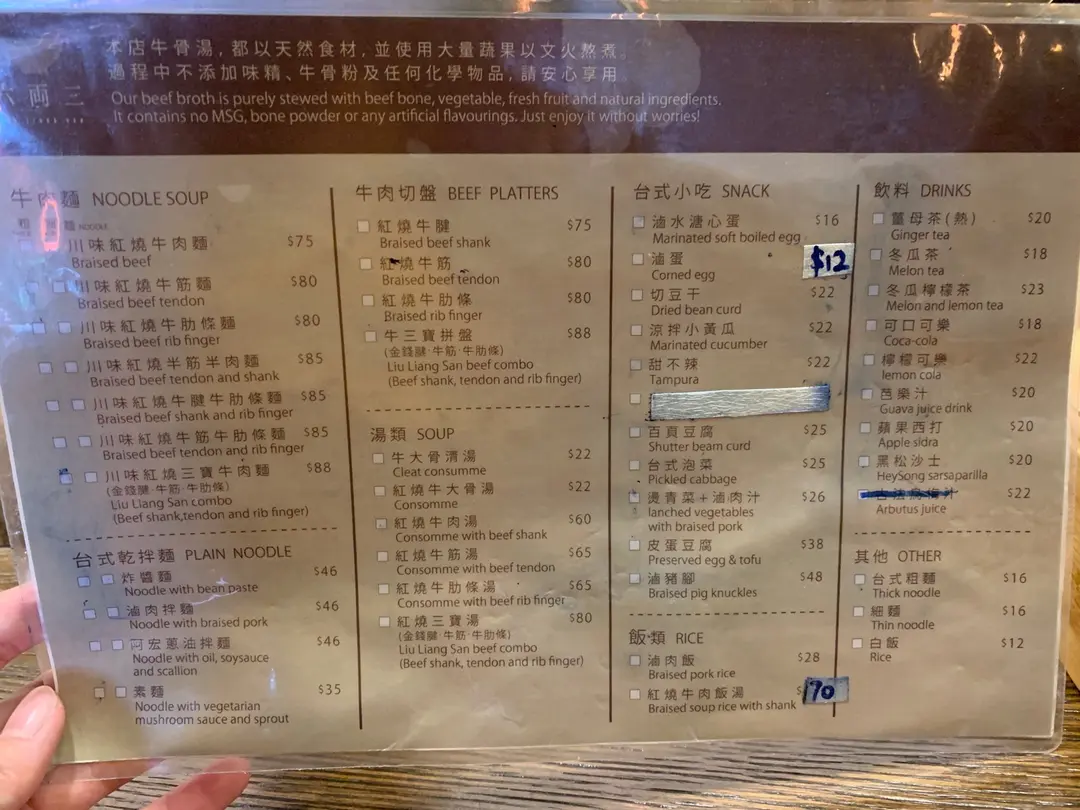 本店牛骨湯，都以天然食材，並使用大量蔬果以文火熬煮。
過程中不添加味精、牛骨粉及任何化學物品，請安心享用
六両三
Our beef broth is purely stewed with beef bone, vegetable, fresh fruit and natural ingredients.
It contains no MSG, bone powder or any artificial flavourings. Just enjoy it without worries!
牛肉麵 NOODLE SOUP
粗 麵 NOODLE
川味紅燒牛肉麵 $75
Braised beef
川味紅燒牛筋麵 $80
Braised beef tendon
川味紅燒牛肋條麵 $80
Braised beef rib finger
川味紅燒半筋半肉麵 $85
Braised beef tendon and shank
川味紅燒牛腱牛肋條麵 $85
Braised beef shank and rib finger
川味紅燒牛筋牛肋條麵 $85
Braised beef tendon and rib finger
川味紅燒三寶牛肉麵 $88
(金錢腱·牛筋·牛肋條)
Liu Liang San combo
(Beef shank,tendon and rib finger)
台式乾拌麵 PLAIN NOODLE
炸醬麵 $46
Noodle with bean paste
滷肉拌麵 $46
Noodle with braised pork
阿宏蔥油拌麵 $46
Noodle with oil, soysauce
and scallion
素麵 $35
Noodle with vegetarian
mushroom sauce and sprout
牛肉切盤 BEEF PLATTERS
紅燒牛腱 $75
Braised beef shank
紅燒牛筋 $80
Braised beef tendon
紅燒牛肋條 $80
Braised rib finger
牛三寶拼盤 $88
(金錢腱·牛筋·牛肋條)
Liu Liang San beef combo
(Beef shank, tendon and rib finger)
湯類 SOUP
牛大骨清湯 $22
Cleat consumme
紅燒牛大骨湯 $22
Consomme
紅燒牛肉湯 $60
Consomme with beef shank
紅燒牛筋湯 $65
Consomme with beef tendon
紅燒牛肋條湯 $65
Consomme with beef rib finger
紅燒三寶湯 $80
(金錢腱·牛筋·牛肋條)
Liu Liang San beef combo
(Beef shank, tendon and rib finger)
台式小吃 SNACK
滷水溏心蛋 $16
Marinated soft boiled egg
滷蛋 $12
Corned egg
切豆干 $22
Dried bean curd
涼拌小黃瓜 $22
Marinated cucumber
甜不辣 $22
Tampura
百頁豆腐 $25
Shutter beam curd
台式泡菜 $25
Pickled cabbage
燙青菜+滷肉汁 $26
lanched vegetables
with braised pork
皮蛋豆腐 $38
Preserved egg & tofu
滷豬腳 $48
Braised pig knuckles
飯類 RICE
滷肉飯 $28
Braised pork rice
紅燒牛肉飯湯 $70
Braised soup rice with shank
飲料 DRINKS
薑母茶(熱) $20
Ginger tea
冬瓜茶 $18
Melon tea
冬瓜檸檬茶 $23
Melon and lemon tea
可口可樂 $18
Coca-cola
檸檬可樂 $22
lemon cola
芭樂汁 $20
Guava juice drink
蘋果西打 $20
Apple sidra
黑松沙士 $20
HeySong sarsaparilla
$22
Arbutus juice
其他 OTHER
台式粗麵 $16
Thick noodle
細麵 $16
Thin noodle
白飯 $12
Rice